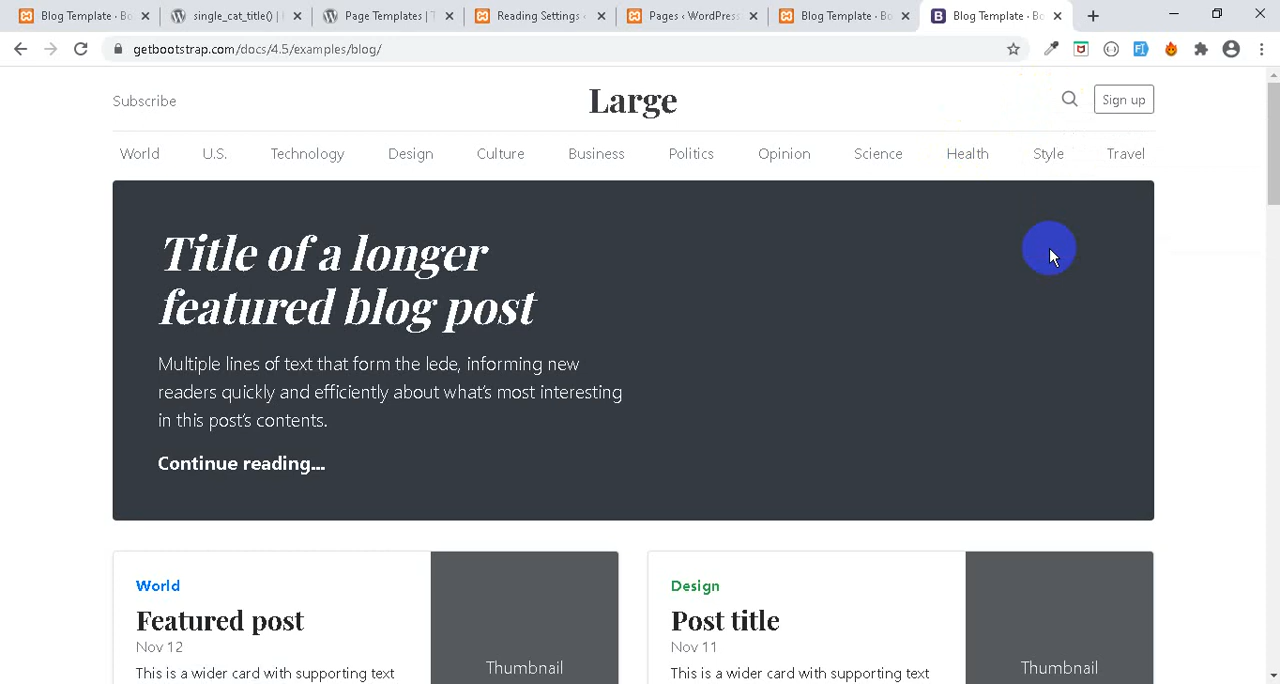 Blog Template · Bo
single_cat_title() |
Page Templates | T
Reading Settings ‹
Pages ‹ WordPress
Blog Template · Bo
Blog Template · Bo
getbootstrap.com/docs/4.5/examples/blog/
Subscribe
Large
Sign up
World
U.S.
Technology
Design
Culture
Business
Politics
Opinion
Science
Health
Style
Travel
Title of a longer
featured blog post
Multiple lines of text that form the lede, informing new
readers quickly and efficiently about what's most interesting
in this post's contents.
Continue reading...
World
Featured post
Nov 12
This is a wider card with supporting text
Thumbnail
Design
Post title
Nov 11
This is a wider card with supporting text
Thumbnail